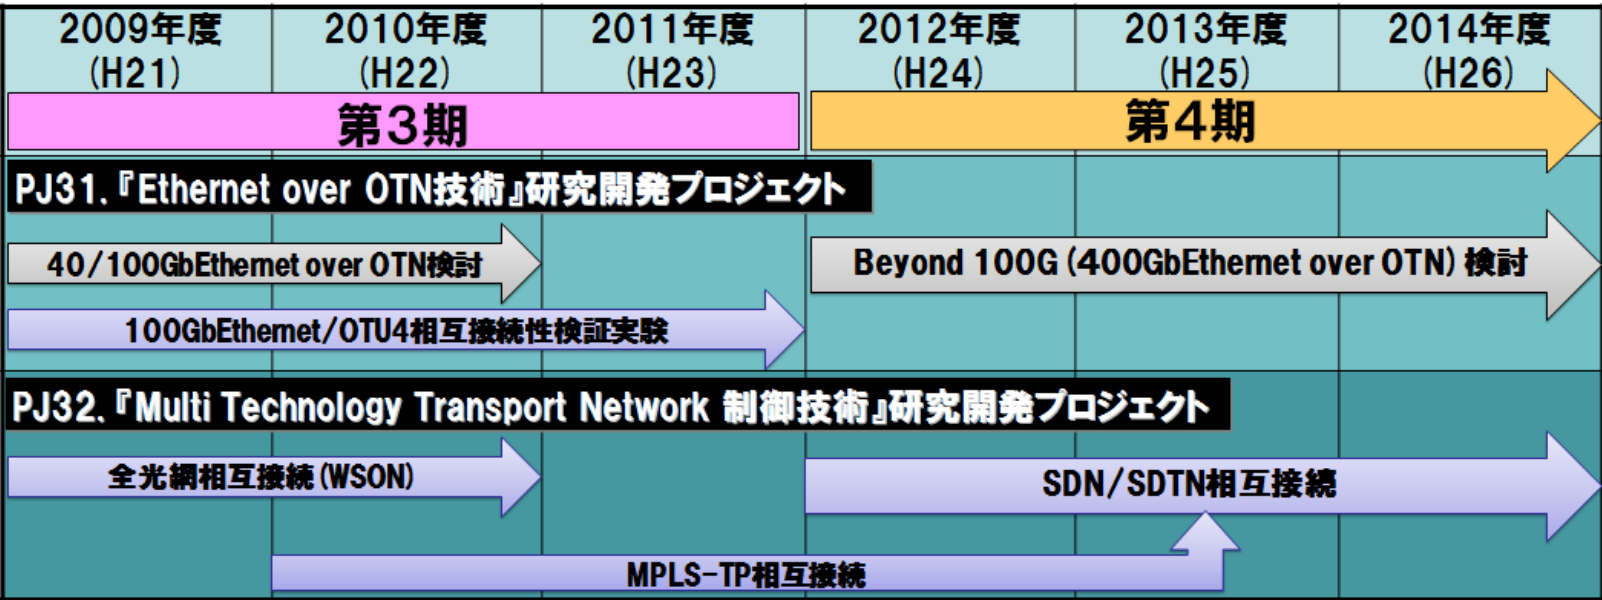 2009年度 2010年度 2011年度 2012年度 2013年度 2014年度
(H21) (H22) (H23) (H24) (H25) (H26)
第3期 第4期
PJ31.『Ethernet over OTN技術』研究開発プロジェクト
40/100GbEthernet over OTN検討
Beyond 100G (400GbEthernet over OTN) 検討
100GbEthernet/OTU4相互接続性検証実験
PJ32.『Multi Technology Transport Network 制御技術』研究開発プロジェクト
全光網相互接続(WSON)
SDN/SDTN相互接続
MPLS-TP相互接続